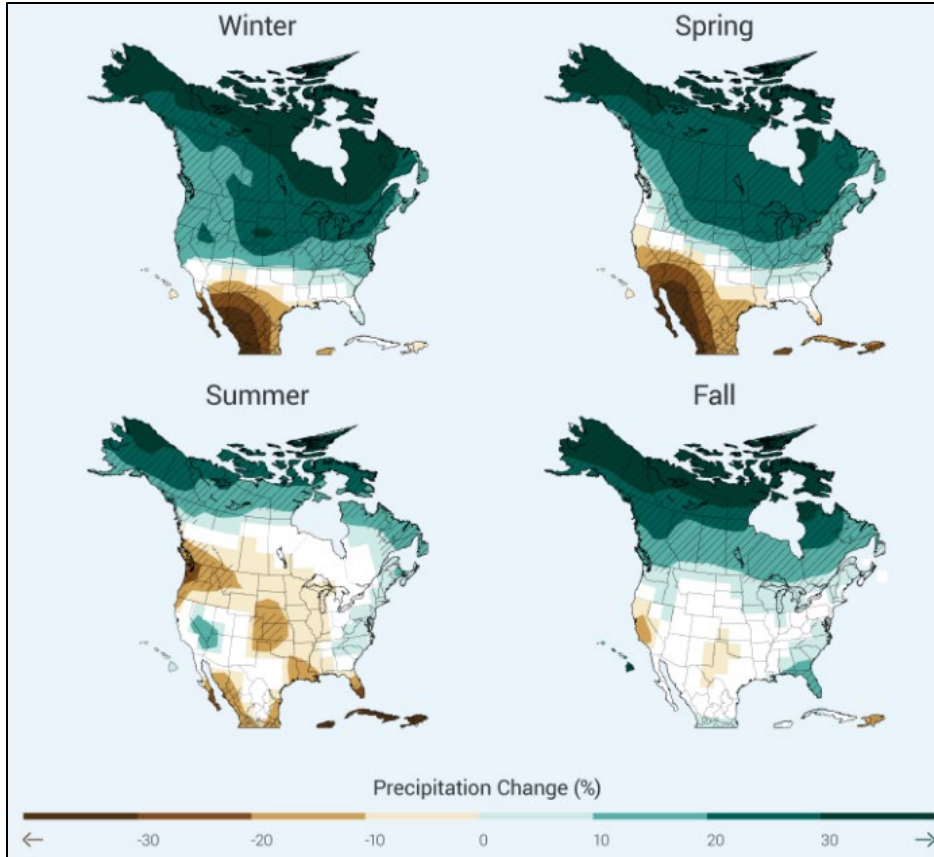 Winter
Spring
Summer
Fall
Precipitation Change (%)
-30 -20 -10 0 10 20 30